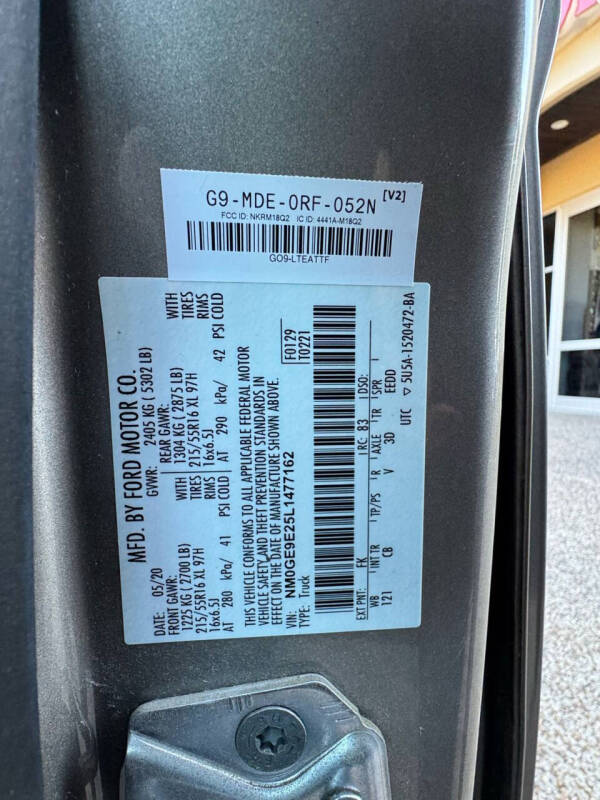 G9-MDE-0RF-052N [V2]
FCC ID: NKRM18Q2 IC ID: 4441A-M18Q2
GO9-LTEATTF
MFD. BY FORD MOTOR CO.
DATE: 05/20 GVWR: 2405 KG ( 5302 LB)
FRONT GAWR: REAR GAWR: WITH
1225 KG ( 2700 LB) 1304 KG ( 2875 LB) TIRES
215/55R16 XL 97H 215/55R16 XL 97H RIMS
16x6.5J 16x6.5J
AT 280 kPa/ 41 PSI COLD AT 290 kPa/ 42 PSI COLD
WITH
TIRES
RIMS
THIS VEHICLE CONFORMS TO ALL APPLICABLE FEDERAL MOTOR
VEHICLE SAFETY AND THEFT PREVENTION STANDARDS IN
EFFECT ON THE DATE OF MANUFACTURE SHOWN ABOVE.
VIN: NM0GE9E25L1477162
TYPE: Truck
F0129
T0221
EXT PNT: FK RC: 83 DSO:
WB INT TR TP/PS R AXLE TR SPR
121 CB V 3D EEDD
UTC ▽ 5U5A-1520472-BA